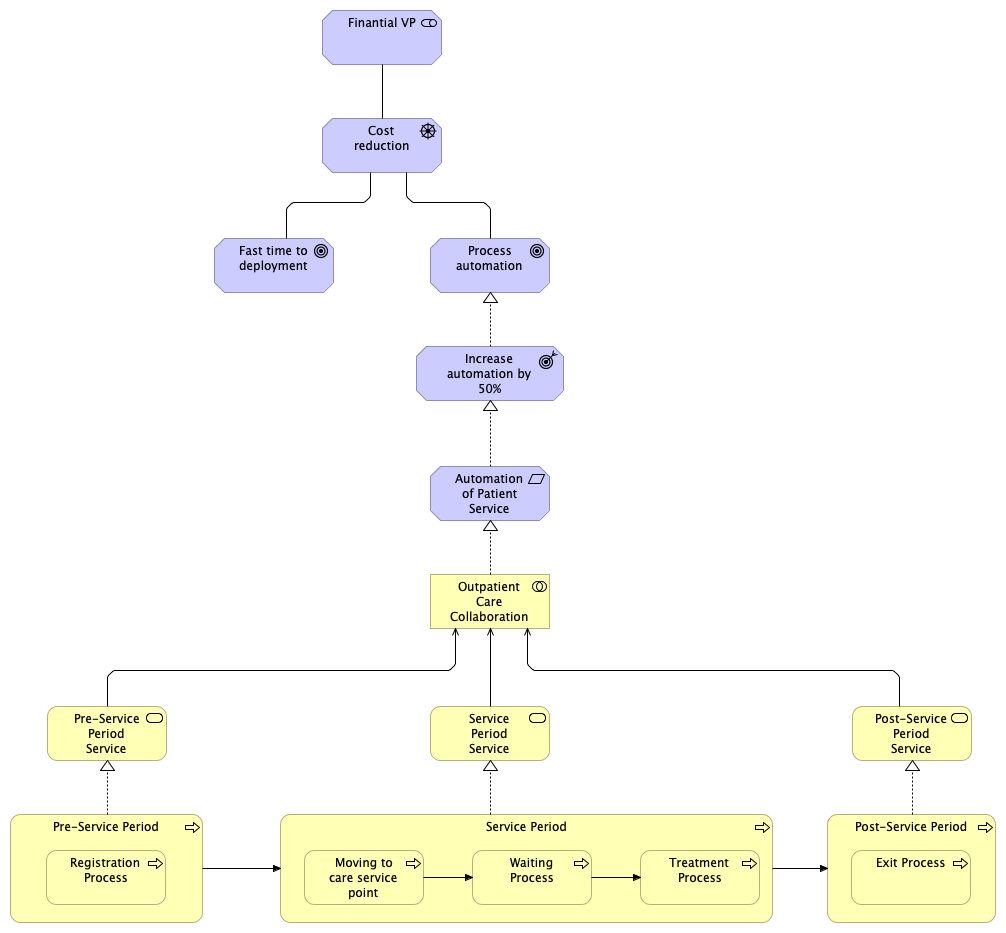 Finantial VP
Cost
reduction
Fast time to
deployment
Process
automation
Increase
automation by
50%
Automation
of Patient
Service
Outpatient
Care
Collaboration
Pre-Service
Period
Service
Service
Period
Service
Post-Service
Period
Service
Pre-Service Period
Registration
Process
Service Period
Moving to
care service
point
Waiting
Process
Treatment
Process
Post-Service Period
Exit Process